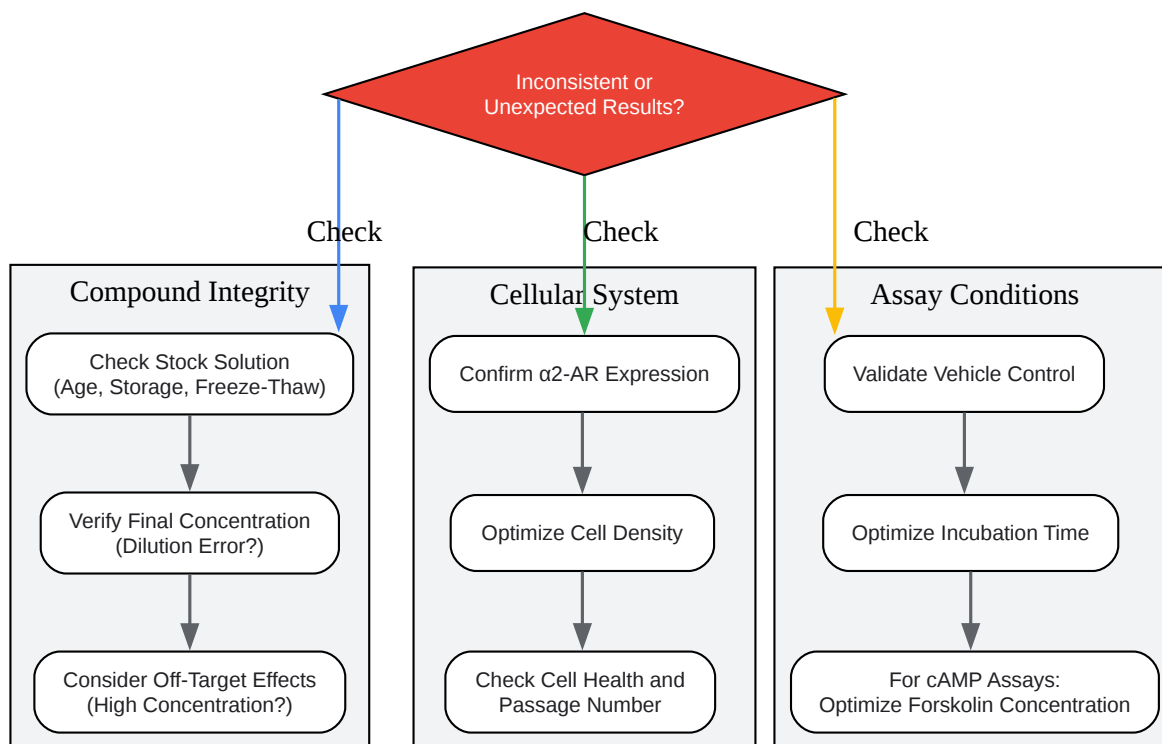 Inconsistent or
Unexpected Results?
Check
Check
Check
Compound Integrity
Check Stock Solution
(Age, Storage, Freeze-Thaw)
Verify Final Concentration
(Dilution Error?)
Consider Off-Target Effects
(High Concentration?)
Cellular System
Confirm α2-AR Expression
Optimize Cell Density
Check Cell Health and
Passage Number
Assay Conditions
Validate Vehicle Control
Optimize Incubation Time
For cAMP Assays:
Optimize Forskolin Concentration